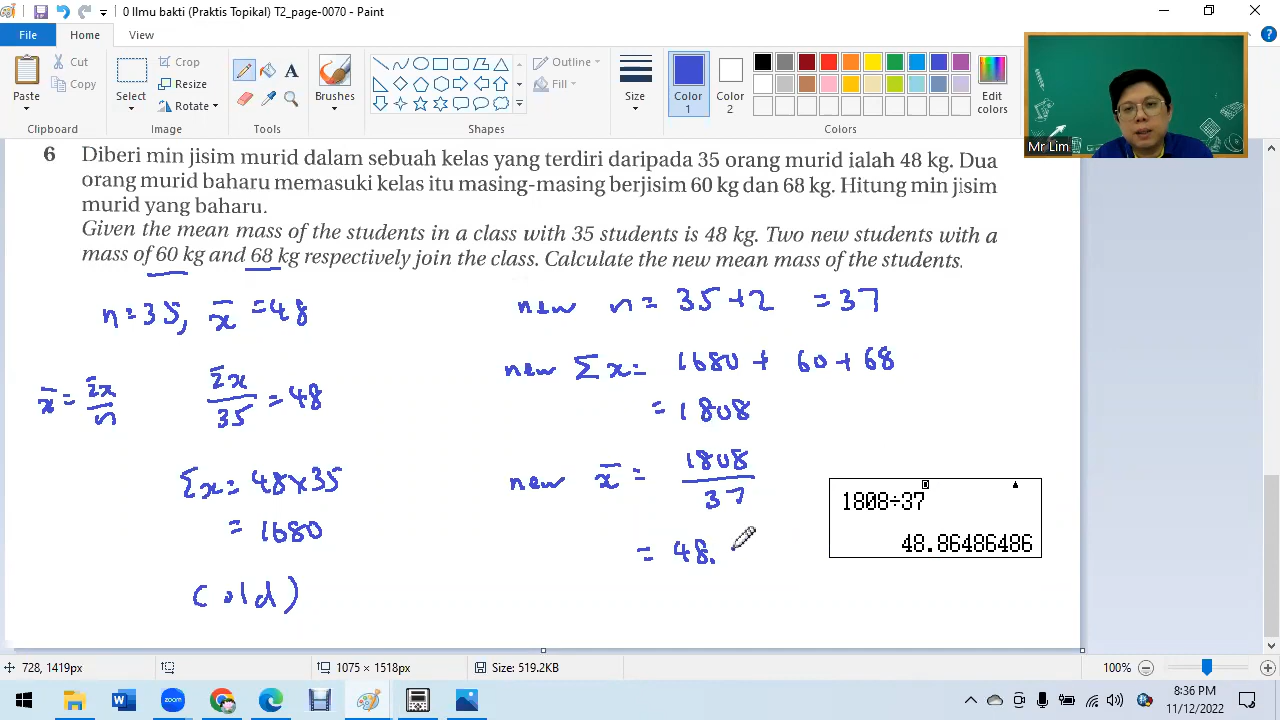 0 Ilmu bakti (Praktis Topikal) T2_page-0070 - Paint
File Home View
Paste Cut Copy Clipboard
Select Crop Resize Rotate Image
A Tools
Brushes
Outline Fill Shapes
Size
Color 1 Color 2 Edit colors Colors
Mr Lim
6 Diberi min jisim murid dalam sebuah kelas yang terdiri daripada 35 orang murid ialah 48 kg. Dua
orang murid baharu memasuki kelas itu masing-masing berjisim 60 kg dan 68 kg. Hitung min jisim
murid yang baharu.
Given the mean mass of the students in a class with 35 students is 48 kg. Two new students with a
mass of 60 kg and 68 kg respectively join the class. Calculate the new mean mass of the students.
n = 35, x̄ = 48
x̄ = Σx/n Σx/35 = 48
Σx = 48 × 35
= 1680
(old)
new n = 35 + 2 = 37
new Σx = 1680 + 60 + 68
= 1808
new x̄ = 1808/37
= 48.
1808÷37
48.86486486
728, 1419px 1075 × 1518px Size: 519.2KB 100%
W zoom
8:36 PM
11/12/2022